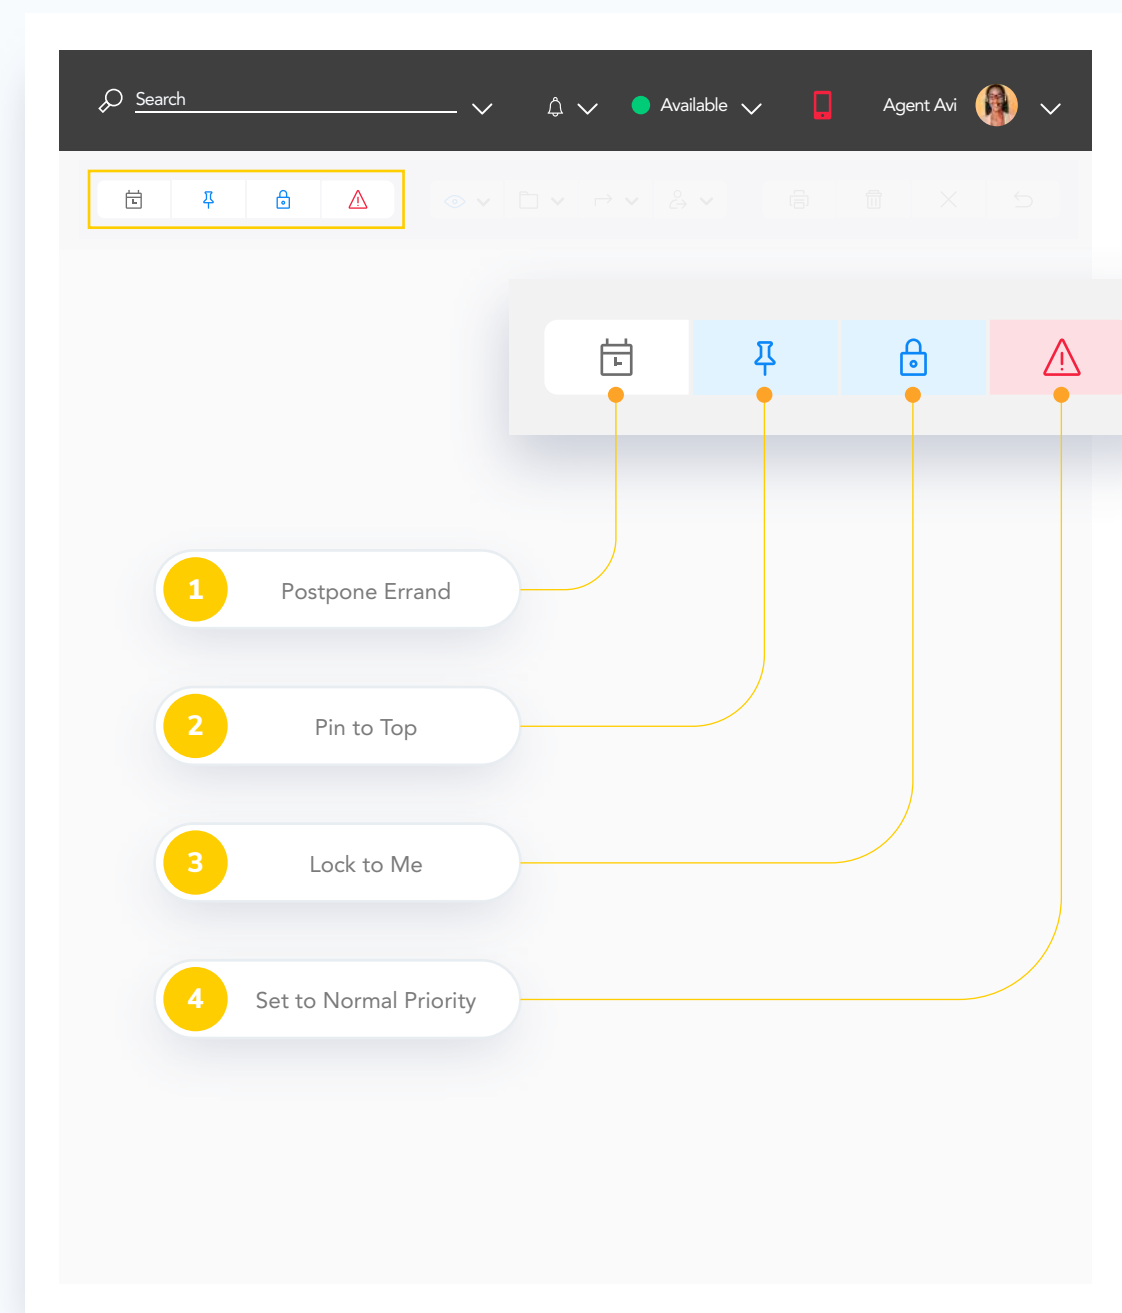 Search
Available
Agent Avi
1
Postpone Errand
2
Pin to Top
3
Lock to Me
4
Set to Normal Priority